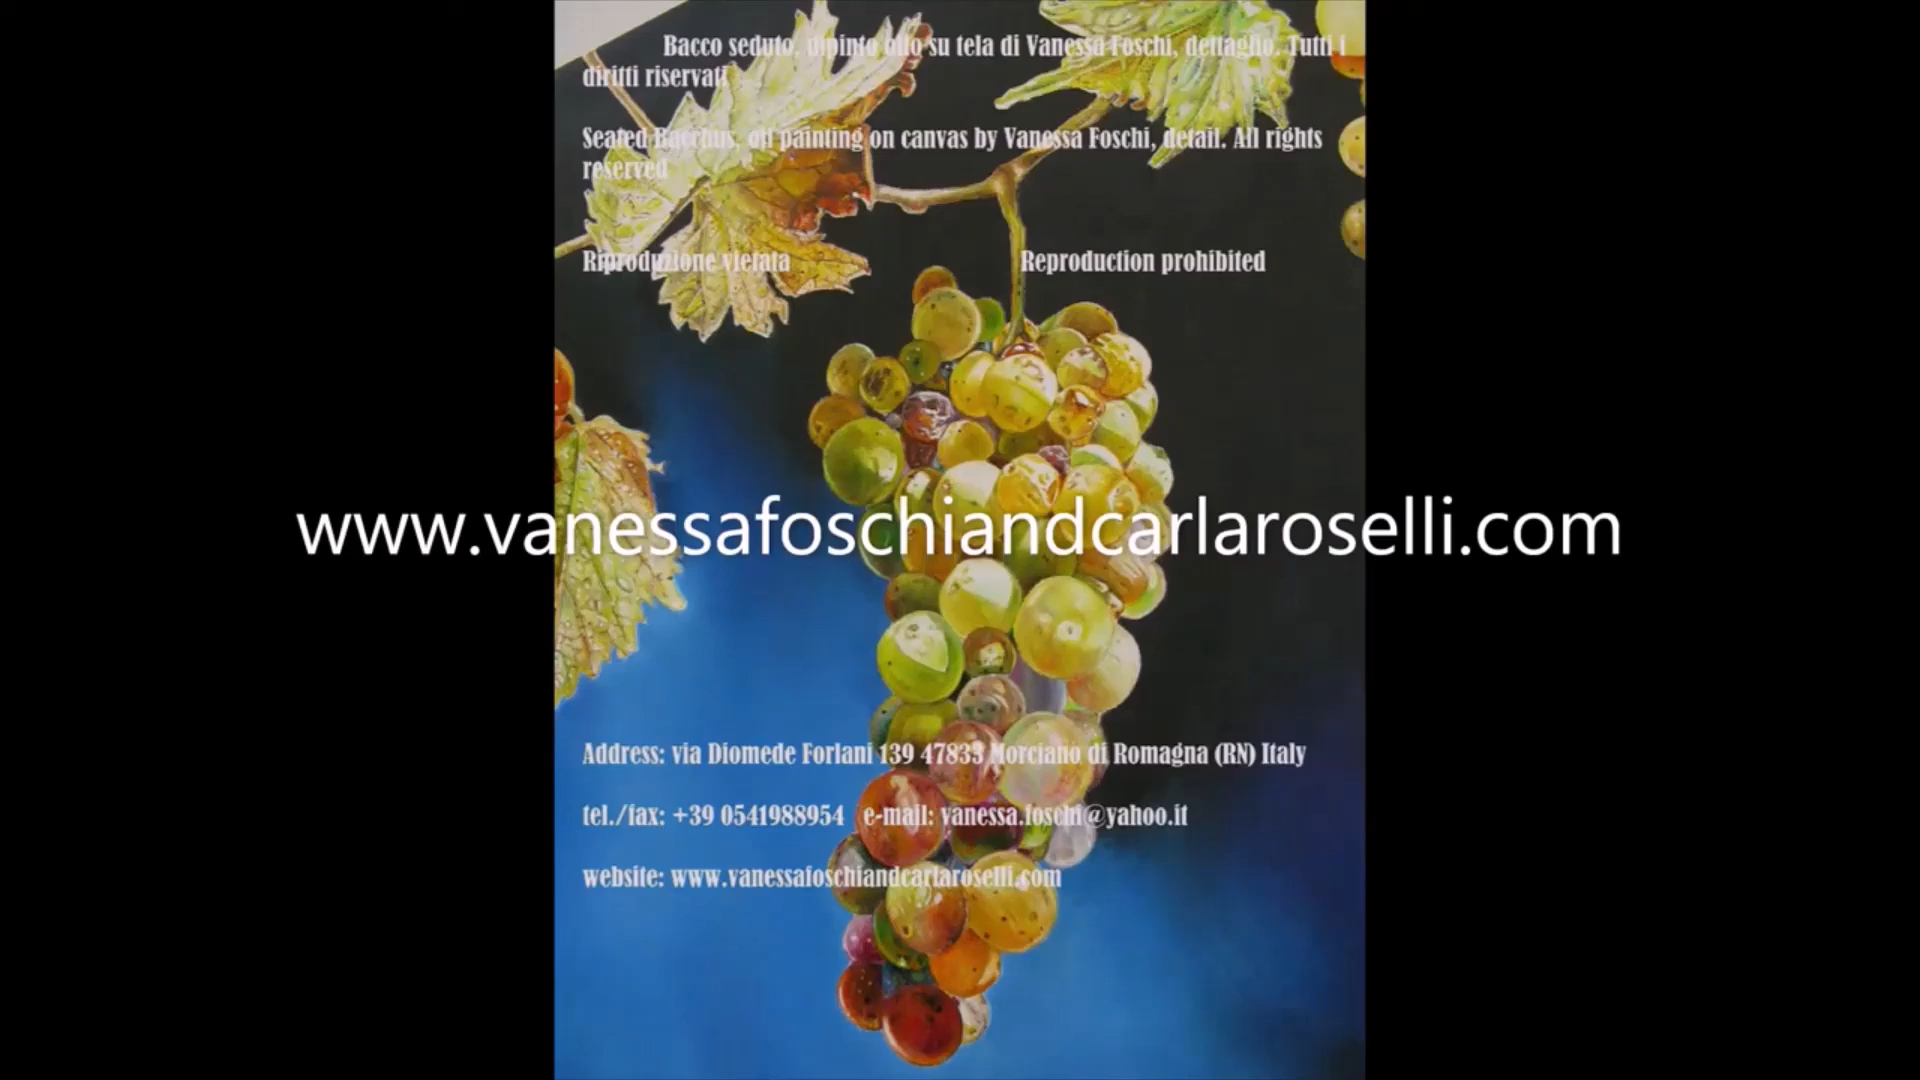 Bacco seduto, dipinto olio su tela di Vanessa Foschi, dettaglio. Tutti i
diritti riservati
Seated Bacchus, oil painting on canvas by Vanessa Foschi, detail. All rights
reserved
Riproduzione vietata Reproduction prohibited
www.vanessafoschiandcarlaroselli.com
Address: via Diomede Forlani 139 47833 Morciano di Romagna (RN) Italy
tel./fax: +39 0541988954 e-mail: vanessa.foschi@yahoo.it
website: www.vanessafoschiandcarlaroselli.com